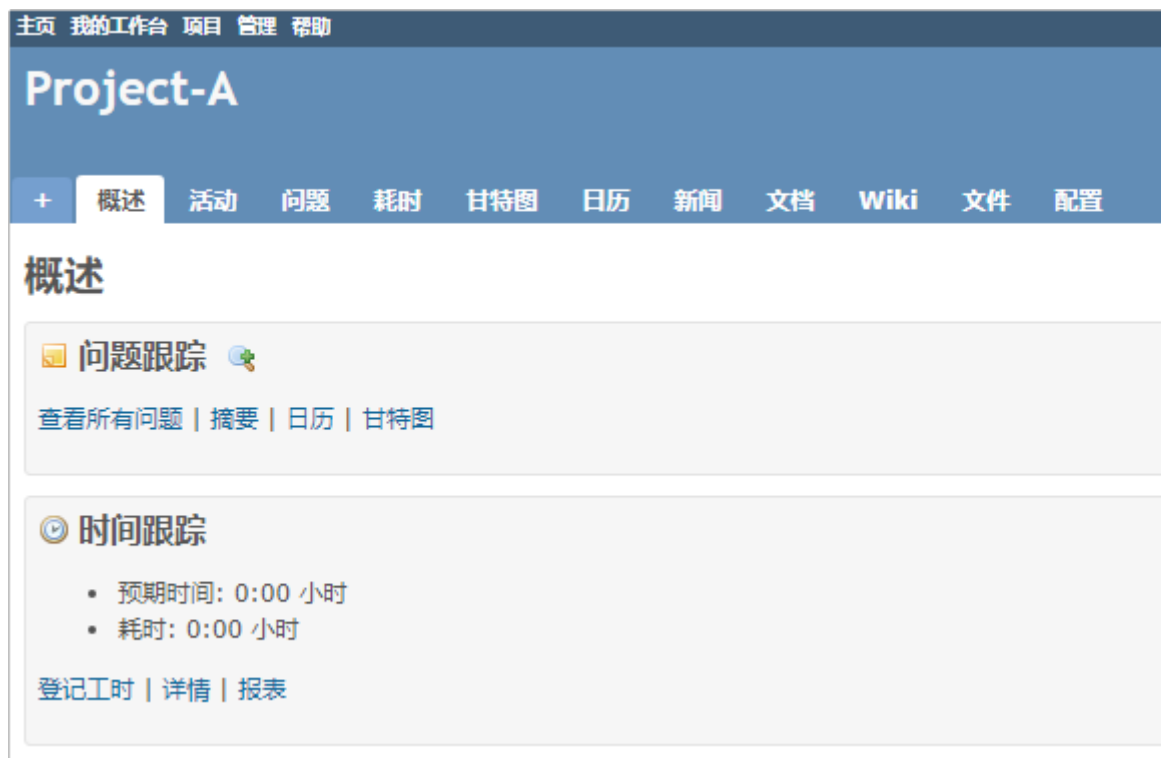 主页 我的工作台 项目 管理 帮助
Project-A
+ 概述 活动 问题 耗时 甘特图 日历 新闻 文档 Wiki 文件 配置
概述
问题跟踪
查看所有问题 | 摘要 | 日历 | 甘特图
时间跟踪
• 预期时间: 0:00 小时
• 耗时: 0:00 小时
登记工时 | 详情 | 报表